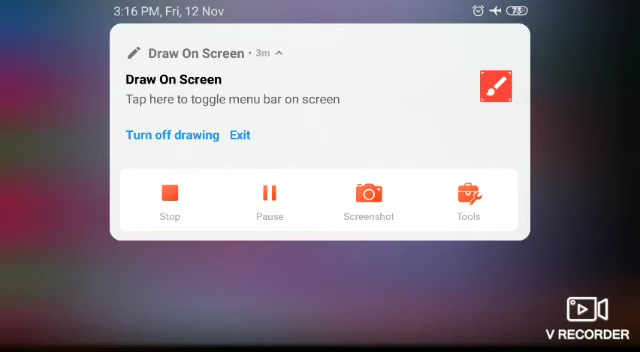 3:16 PM, Fri, 12 Nov
73
Draw On Screen • 3m
Draw On Screen
Tap here to toggle menu bar on screen
Turn off drawing Exit
Stop Pause Screenshot Tools
V RECORDER